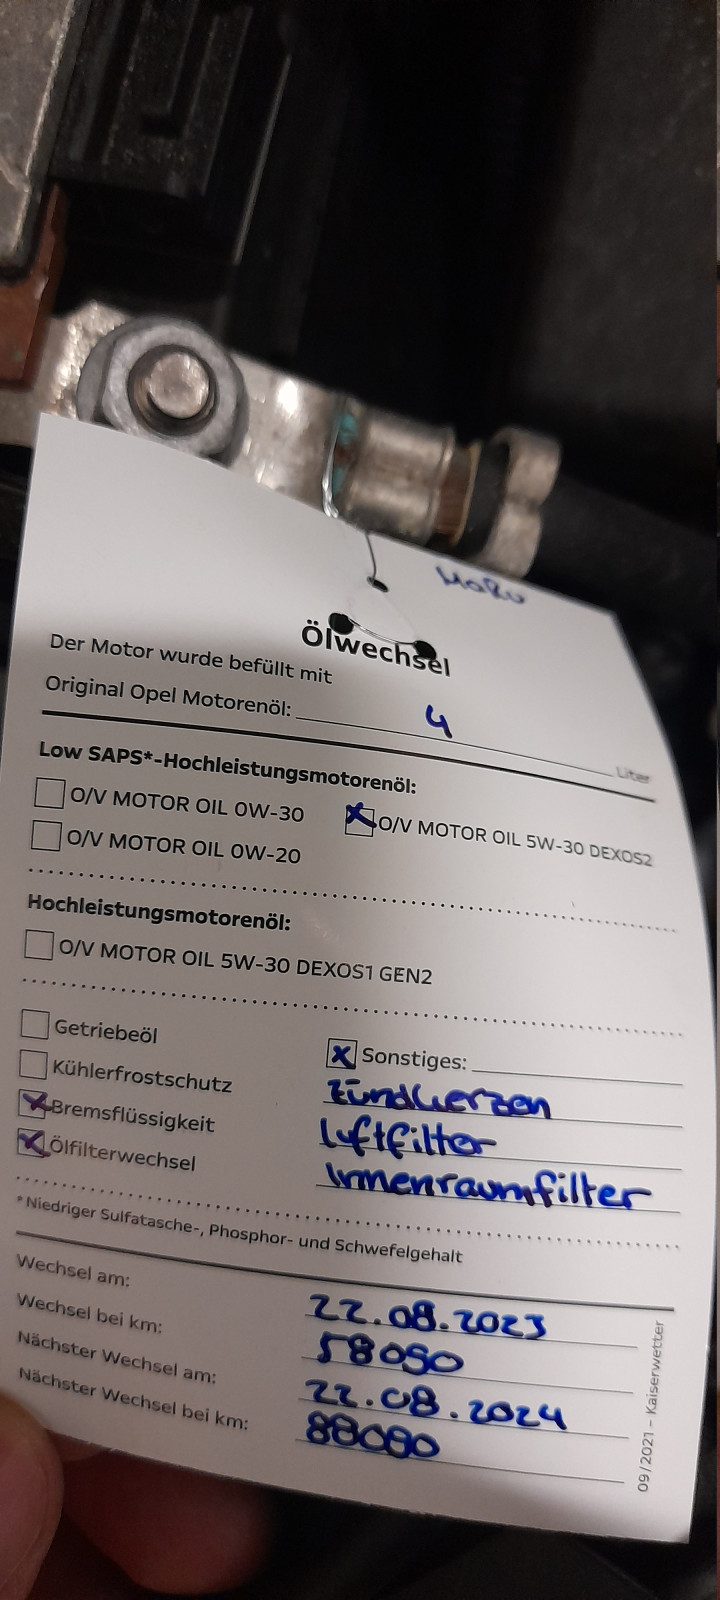 Ölwechsel
Der Motor wurde befüllt mit
Original Opel Motorenöl: 4 Liter
Low SAPS*-Hochleistungsmotorenöl:
O/V MOTOR OIL 0W-30 x O/V MOTOR OIL 5W-30 DEXOS2
O/V MOTOR OIL 0W-20
Hochleistungsmotorenöl:
O/V MOTOR OIL 5W-30 DEXOS1 GEN2
Getriebeöl x Sonstiges:
Kühlerfrostschutz Zündkerzen
x Bremsflüssigkeit luftfilter
x Ölfilterwechsel Innenraumfilter
*Niedriger Sulfatasche-, Phosphor- und Schwefelgehalt
Wechsel am: 22.08.2023
Wechsel bei km: 58050
Nächster Wechsel am: 22.08.2024
Nächster Wechsel bei km:
09/2021 – Kaiserwetter